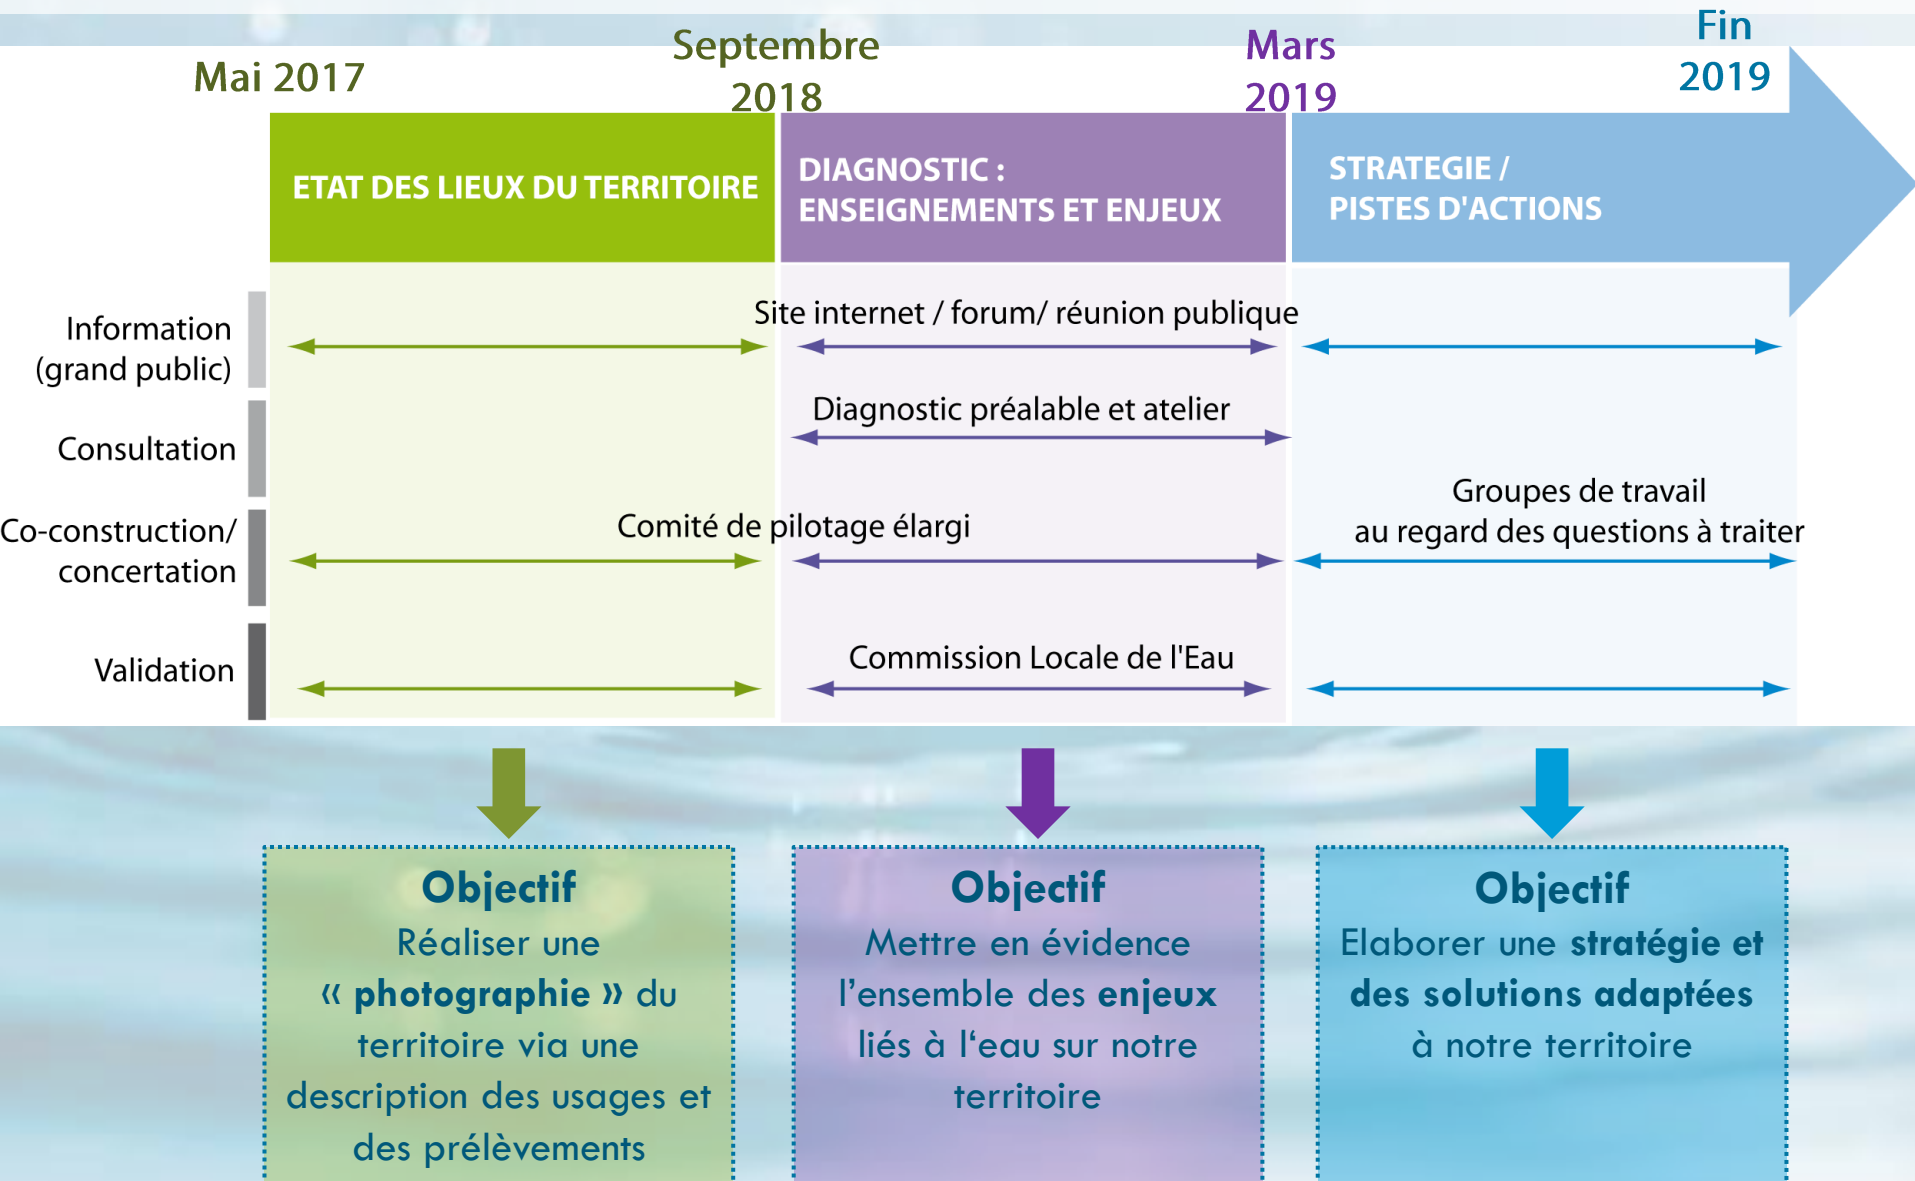 Mai 2017
Septembre
2018
Mars
2019
Fin
2019
ETAT DES LIEUX DU TERRITOIRE
DIAGNOSTIC :
ENSEIGNEMENTS ET ENJEUX
STRATEGIE /
PISTES D'ACTIONS
Information
(grand public)
Site internet / forum/ réunion publique
Consultation
Diagnostic préalable et atelier
Co-construction/
concertation
Comité de pilotage élargi
Groupes de travail
au regard des questions à traiter
Validation
Commission Locale de l'Eau
Objectif
Réaliser une
« photographie » du
territoire via une
description des usages et
des prélèvements
Objectif
Mettre en évidence
l’ensemble des enjeux
liés à l‘eau sur notre
territoire
Objectif
Elaborer une stratégie et
des solutions adaptées
à notre territoire